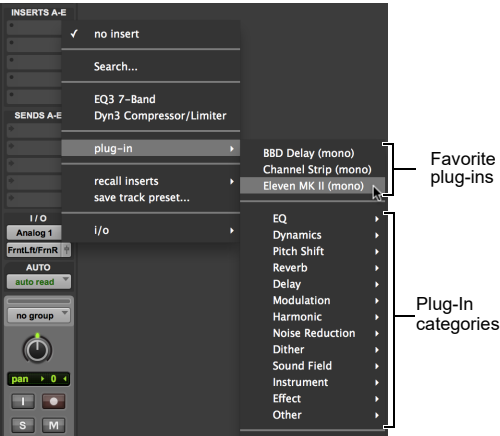 INSERTS A-E
✓ no insert
Search...
EQ3 7-Band
Dyn3 Compressor/Limiter
plug-in
recall inserts
save track preset...
i/o
SENDS A-E
I / O
Analog 1
FrntLft/FrnR
AUTO
auto read
no group
pan 0
I
S M
BBD Delay (mono)
Channel Strip (mono)
Eleven MK II (mono)
EQ
Dynamics
Pitch Shift
Reverb
Delay
Modulation
Harmonic
Noise Reduction
Dither
Sound Field
Instrument
Effect
Other
Favorite
plug-ins
Plug-In
categories